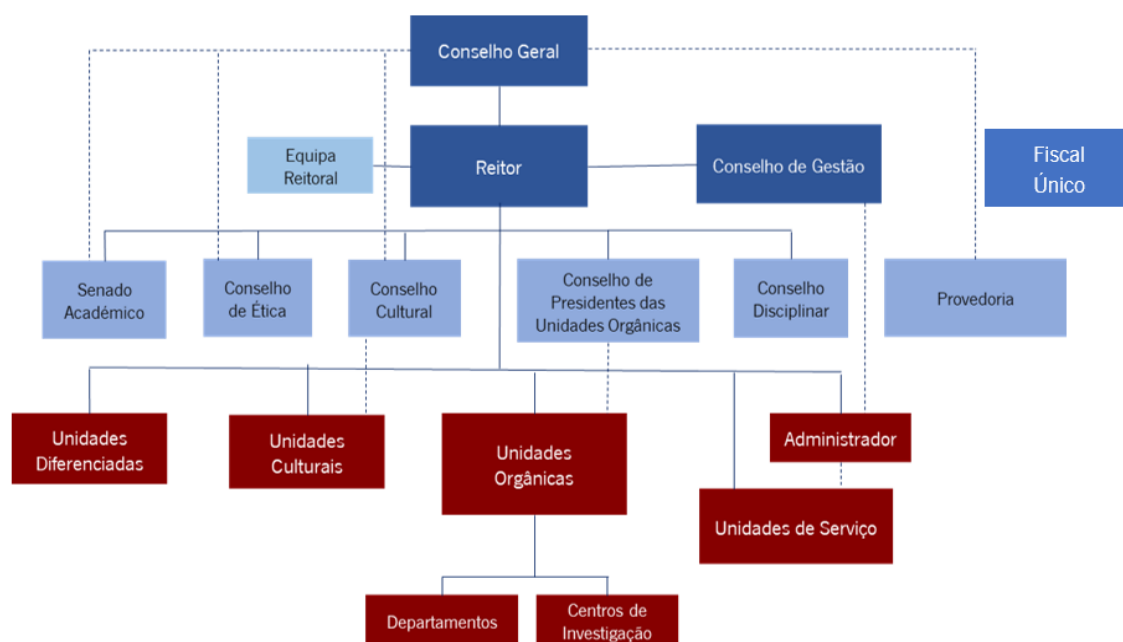 Conselho Geral
Equipa
Reitoral
Reitor
Conselho de Gestão
Fiscal
Único
Senado
Académico
Conselho
de Ética
Conselho
Cultural
Conselho de
Presidentes das
Unidades Orgânicas
Conselho
Disciplinar
Provedoria
Unidades
Diferenciadas
Unidades
Culturais
Unidades
Orgânicas
Administrador
Unidades de Serviço
Departamentos
Centros de
Investigação